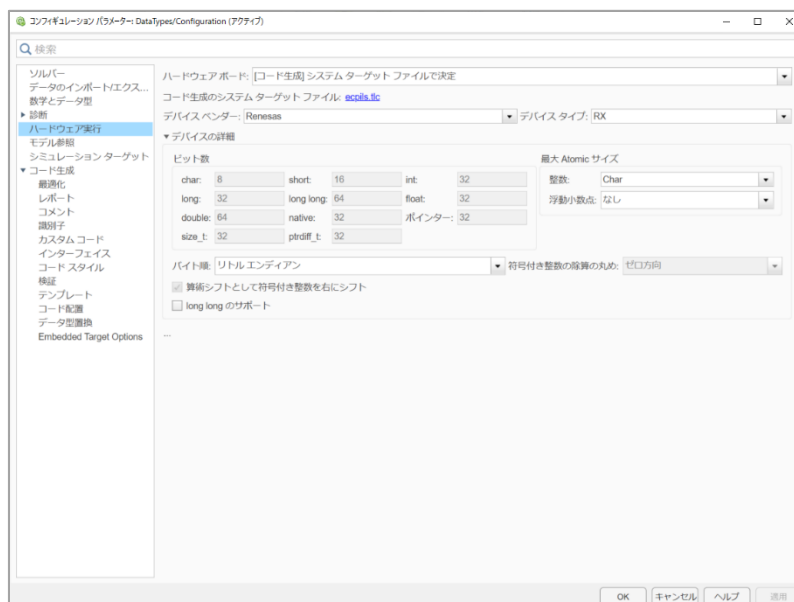 コンフィギュレーション パラメーター: DataTypes/Configuration (アクティブ)
検索
ソルバー
データのインポート/エクス...
数学とデータ型
診断
ハードウェア実行
モデル参照
シミュレーション ターゲット
コード生成
最適化
レポート
コメント
識別子
カスタム コード
インターフェイス
コード スタイル
検証
テンプレート
コード配置
データ型置換
Embedded Target Options
ハードウェア ボード: [コード生成] システム ターゲット ファイルで決定
コード生成のシステム ターゲット ファイル: ecpils.tlc
デバイス ベンダー: Renesas デバイス タイプ: RX
デバイスの詳細
ビット数 最大 Atomic サイズ
char: 8 short: 16 int: 32 整数: Char
long: 32 long long: 64 float: 32 浮動小数点: なし
double: 64 native: 32 ポインター: 32
size_t: 32 ptrdiff_t: 32
バイト順: リトル エンディアン 符号付き整数の除算の丸め: ゼロ方向
算術シフトとして符号付き整数を右にシフト
long long のサポート
...
OK キャンセル ヘルプ 適用